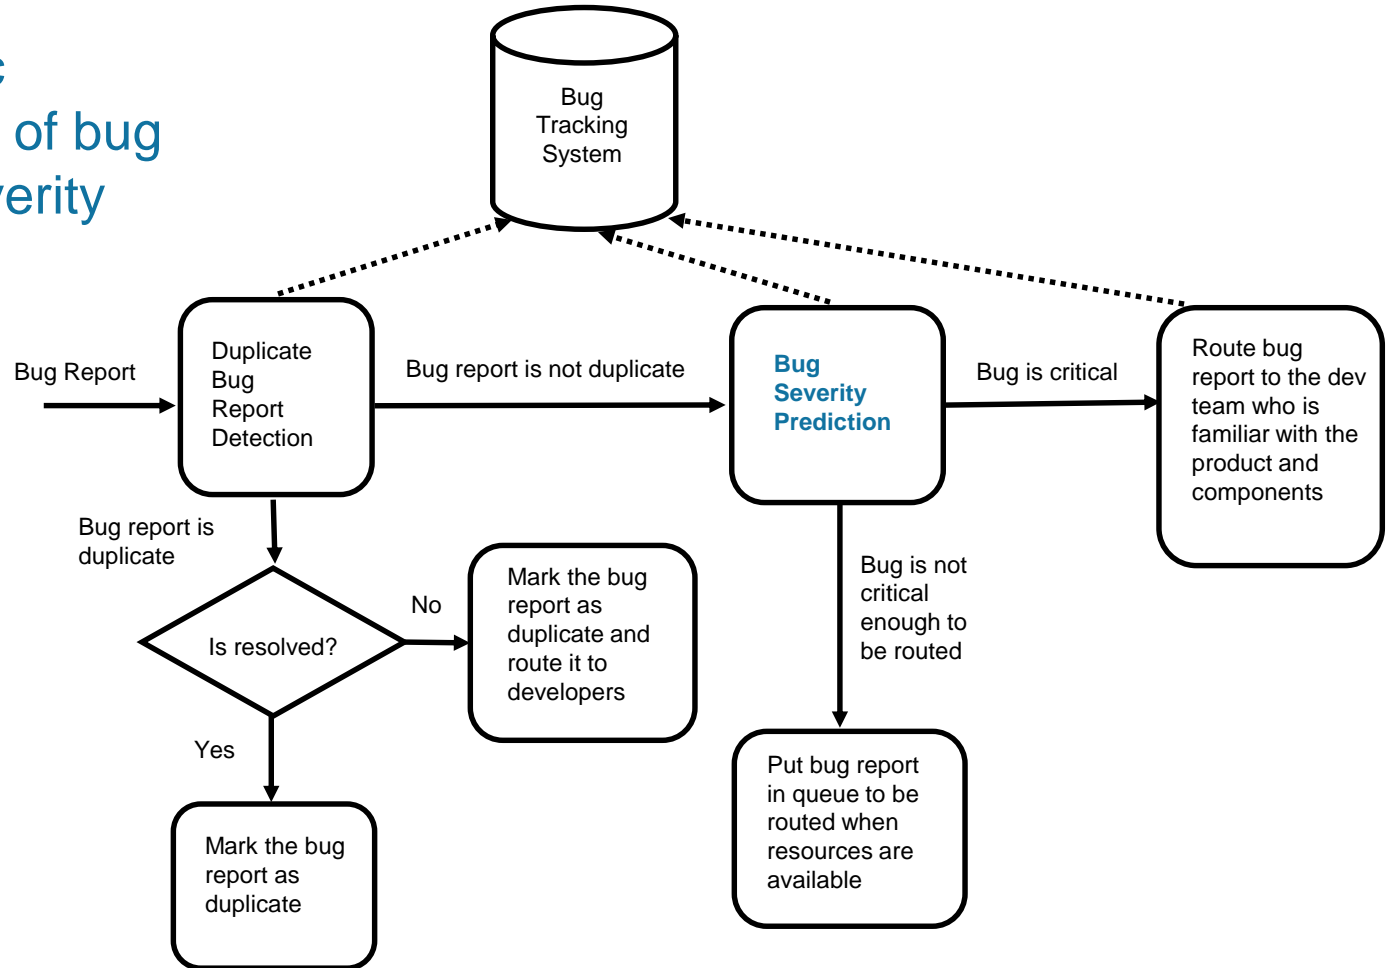 of bug
Bug
Tracking
System
Bug Report
Duplicate
Bug
Report
Detection
Bug report is not duplicate
Bug
Severity
Prediction
Bug is critical
Route bug
report to the dev
team who is
familiar with the
product and
components
Bug report is
duplicate
Is resolved?
No
Mark the bug
report as
duplicate and
route it to
developers
Bug is not
critical
enough to
be routed
Yes
Mark the bug
report as
duplicate
Put bug report
in queue to be
routed when
resources are
available